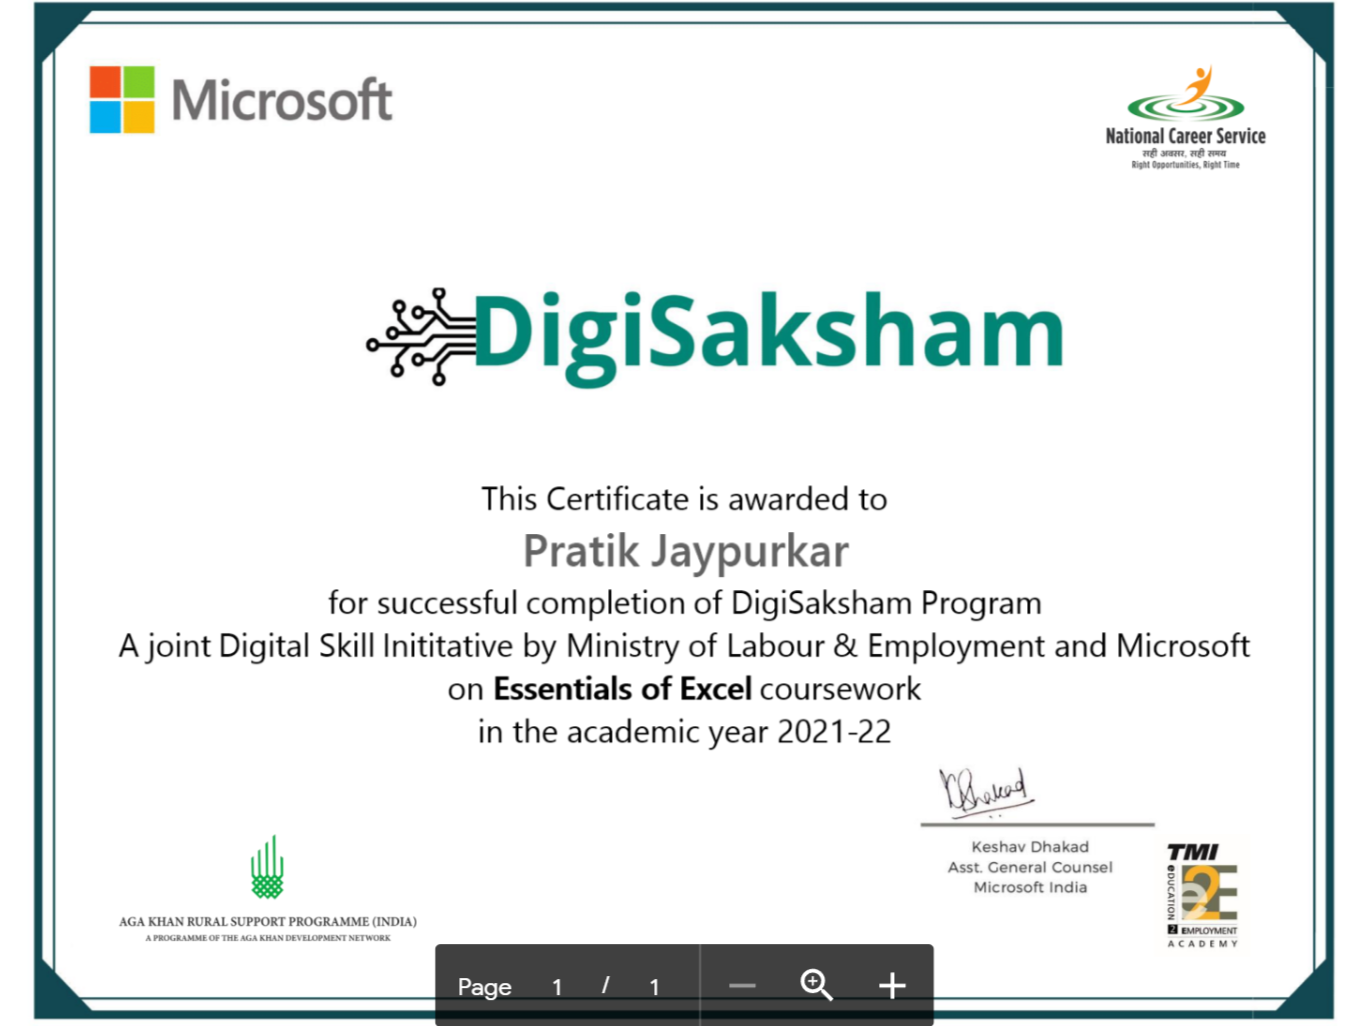 Microsoft
National Career Service
सही अवसर, सही समय
Right Opportunities, Right Time
DigiSaksham
This Certificate is awarded to
Pratik Jaypurkar
for successful completion of DigiSaksham Program
A joint Digital Skill Inititative by Ministry of Labour & Employment and Microsoft
on Essentials of Excel coursework
in the academic year 2021-22
Keshav Dhakad
Asst. General Counsel
Microsoft India
AGA KHAN RURAL SUPPORT PROGRAMME (INDIA)
A PROGRAMME OF THE AGA KHAN DEVELOPMENT NETWORK
TMI
eDUCATION
e2E
2 EMPLOYMENT
ACADEMY
Page 1 / 1